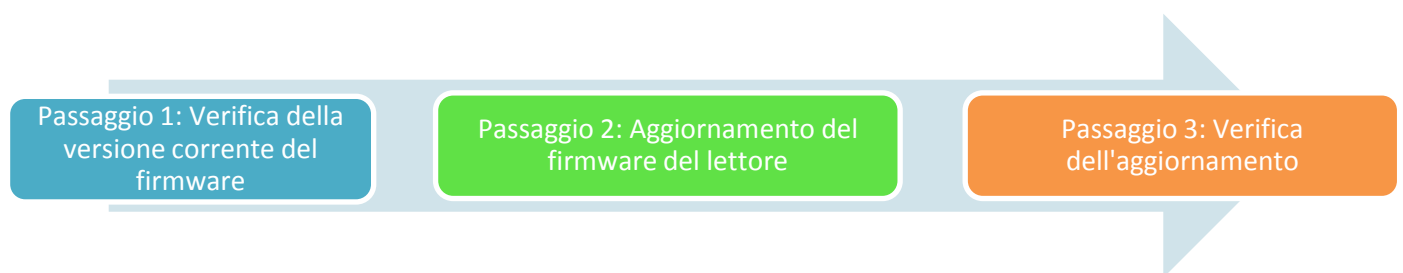 Passaggio 1: Verifica della
versione corrente del
firmware
Passaggio 2: Aggiornamento del
firmware del lettore
Passaggio 3: Verifica
dell'aggiornamento